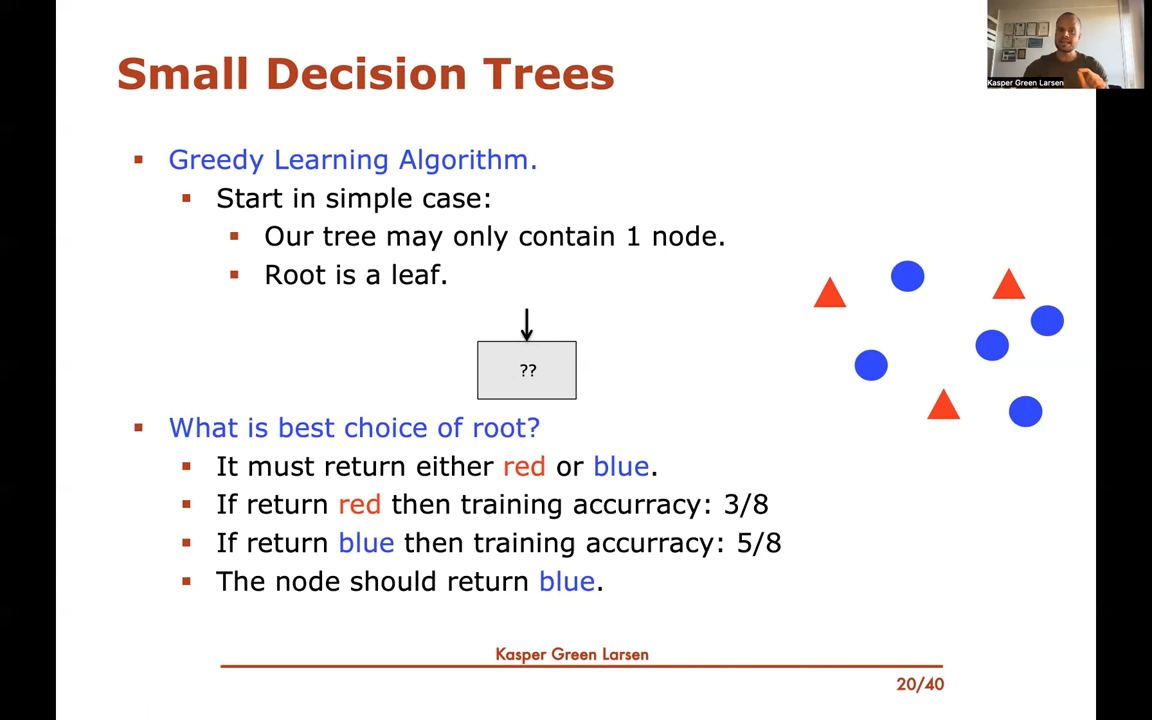 Small Decision Trees
Kasper Green Larsen
Greedy Learning Algorithm.
Start in simple case:
Our tree may only contain 1 node.
Root is a leaf.
??
What is best choice of root?
It must return either red or blue.
If return red then training accurracy: 3/8
If return blue then training accurracy: 5/8
The node should return blue.
Kasper Green Larsen
20/40